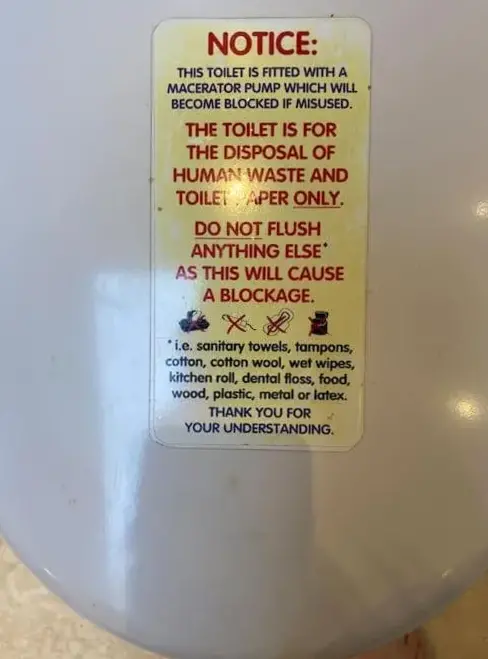 NOTICE:
THIS TOILET IS FITTED WITH A
MACERATOR PUMP WHICH WILL
BECOME BLOCKED IF MISUSED.
THE TOILET IS FOR
THE DISPOSAL OF
HUMAN WASTE AND
TOILET PAPER ONLY.
DO NOT FLUSH
ANYTHING ELSE*
AS THIS WILL CAUSE
A BLOCKAGE.
*i.e. sanitary towels, tampons,
cotton, cotton wool, wet wipes,
kitchen roll, dental floss, food,
wood, plastic, metal or latex.
THANK YOU FOR
YOUR UNDERSTANDING.